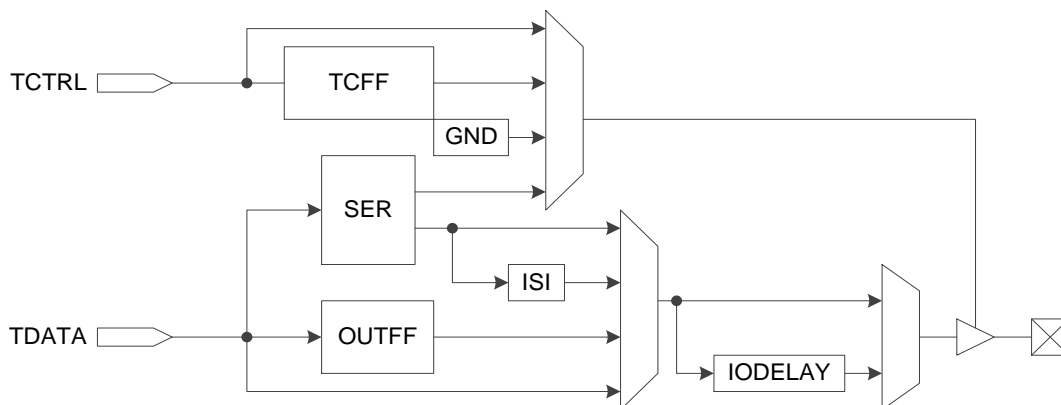 TCTRL
TCFF
GND
SER
ISI
TDATA
OUTFF
IODELAY